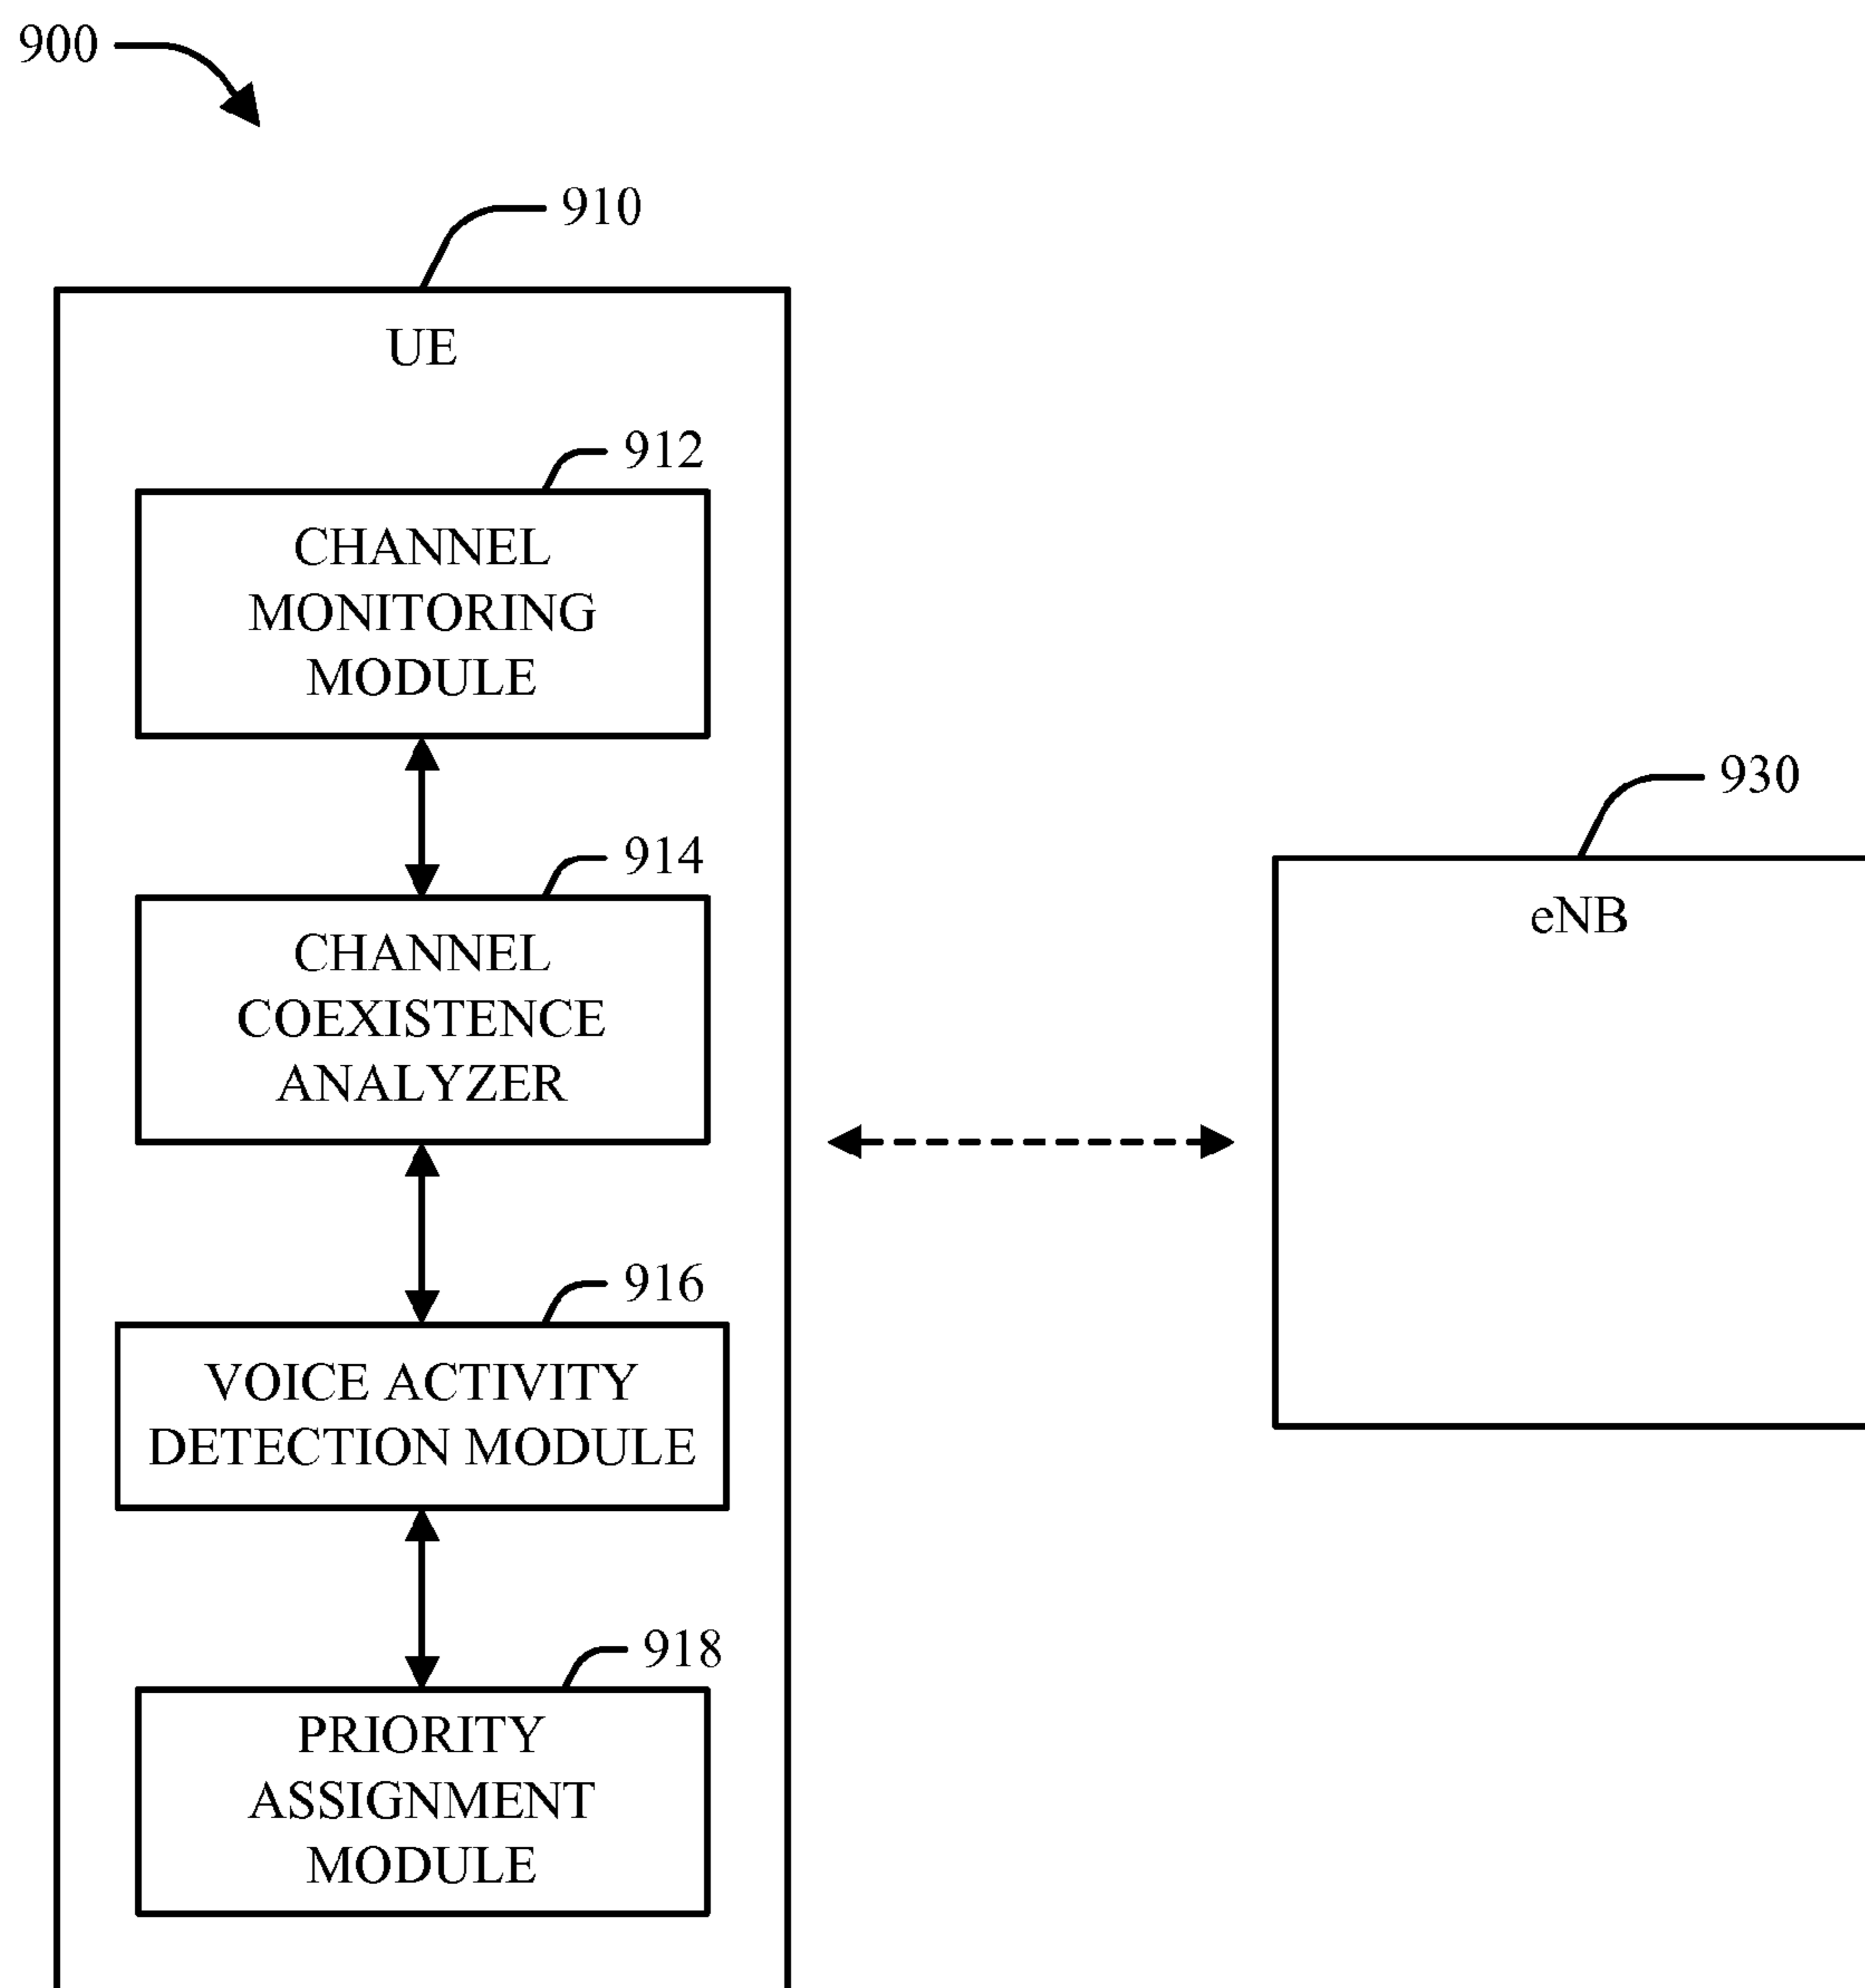 900
910
UE
912
CHANNEL
MONITORING
MODULE
930
914
eNB
CHANNEL
COEXISTENCE
ANALYZER
916
VOICE ACTIVITY
DETECTION MODULE
918
PRIORITY
ASSIGNMENT
MODULE